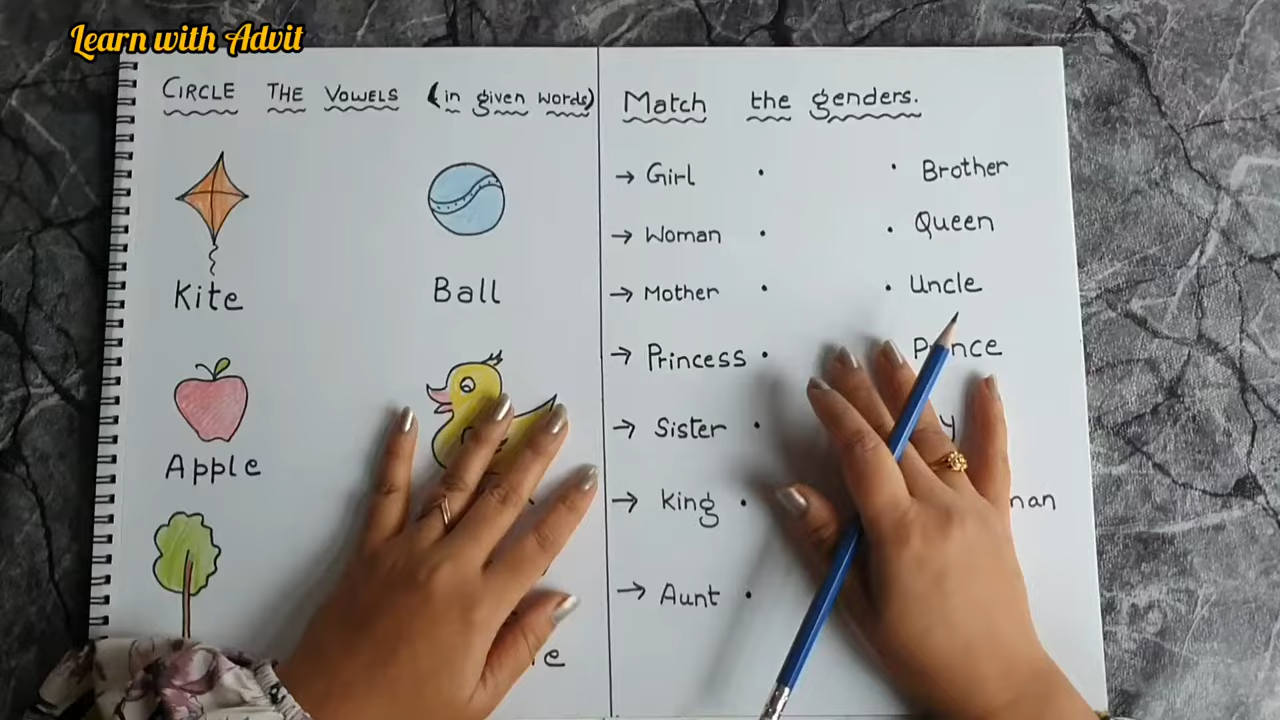 Learn with Advit
CIRCLE THE VOWELS (in given words)
Kite
Ball
Apple
Match the genders.
→ Girl
→ Woman
→ Mother
→ Princess
→ Sister
→ King
→ Aunt
Brother
Queen
Uncle